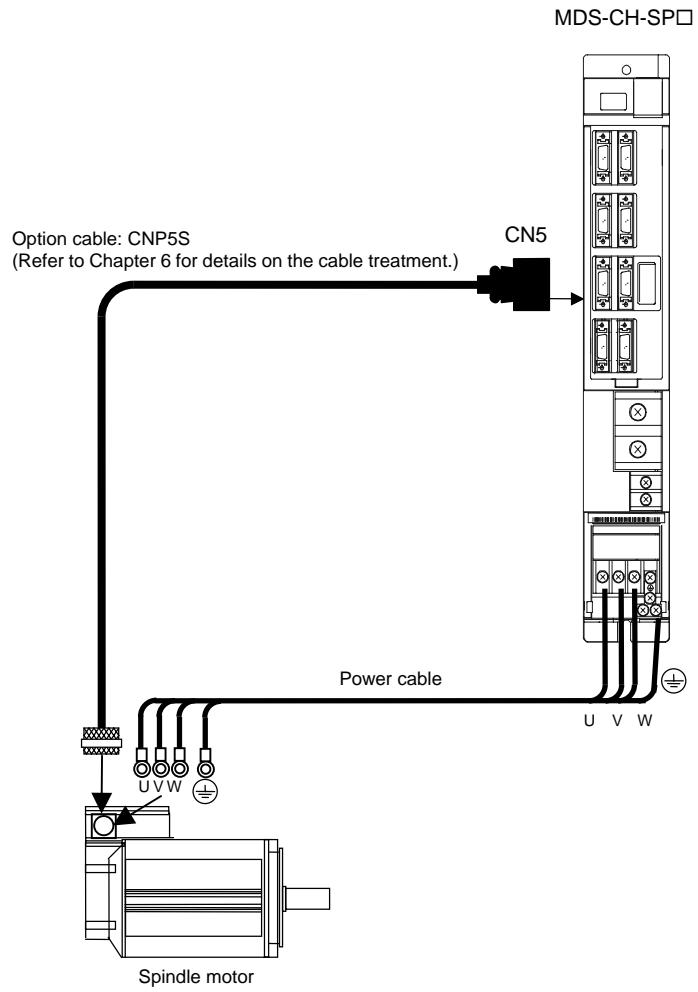 MDS-CH-SP□
Option cable: CNP5S
(Refer to Chapter 6 for details on the cable treatment.)
CN5
Power cable
U V W
U V W
Spindle motor